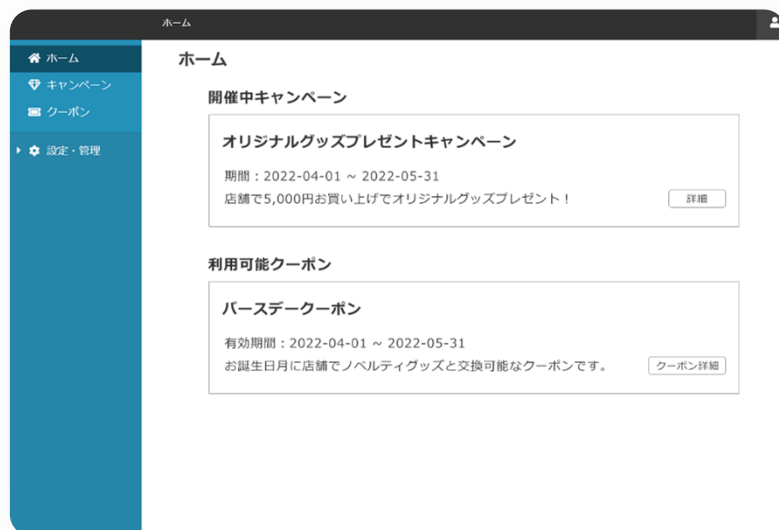 ホーム
ホーム
キャンペーン
クーポン
設定・管理
ホーム
開催中キャンペーン
オリジナルグッズプレゼントキャンペーン
期間：2022-04-01 ~ 2022-05-31
店舗で5,000円お買い上げでオリジナルグッズプレゼント！
詳細
利用可能クーポン
バースデークーポン
有効期間：2022-04-01 ~ 2022-05-31
お誕生日月に店舗でノベルティグッズと交換可能なクーポンです。
クーポン詳細